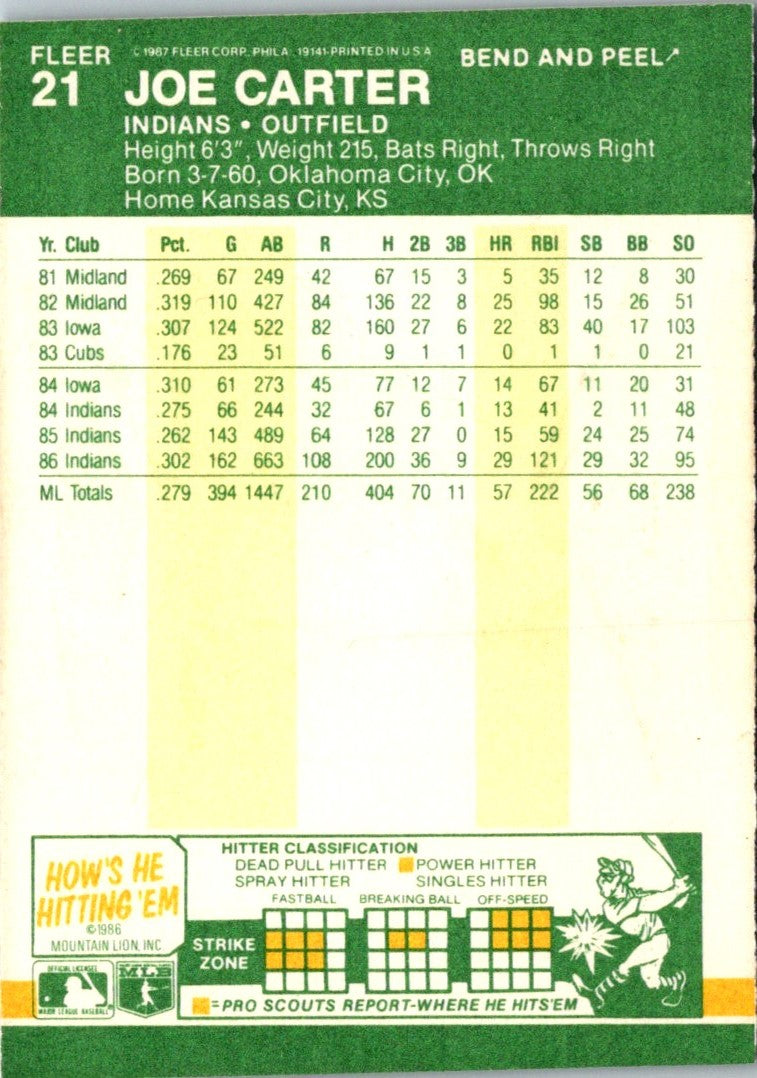 FLEER © 1987 FLEER CORP. PHILA. 19141-PRINTED IN U S A BEND AND PEEL
21 JOE CARTER
INDIANS • OUTFIELD
Height 6'3", Weight 215, Bats Right, Throws Right
Born 3-7-60, Oklahoma City, OK
Home Kansas City, KS
Yr. Club Pct. G AB R H 2B 3B HR RBI SB BB SO
81 Midland .269 67 249 42 67 15 3 5 35 12 8 30
82 Midland .319 110 427 84 136 22 8 25 98 15 26 51
83 Iowa .307 124 522 82 160 27 6 22 83 40 17 103
83 Cubs .176 23 51 6 9 1 1 0 1 1 0 21
84 Iowa .310 61 273 45 77 12 7 14 67 11 20 31
84 Indians .275 66 244 32 67 6 1 13 41 2 11 48
85 Indians .262 143 489 64 128 27 0 15 59 24 25 74
86 Indians .302 162 663 108 200 36 9 29 121 29 32 95
ML Totals .279 394 1447 210 404 70 11 57 222 56 68 238
HOW'S HE
HITTING 'EM
©1986
MOUNTAIN LION, INC
HITTER CLASSIFICATION
DEAD PULL HITTER POWER HITTER
SPRAY HITTER SINGLES HITTER
FASTBALL BREAKING BALL OFF-SPEED
STRIKE
ZONE
=PRO SCOUTS REPORT-WHERE HE HITS'EM
OFFICIAL LICENSEE
MAJOR LEAGUE BASEBALL
MLB